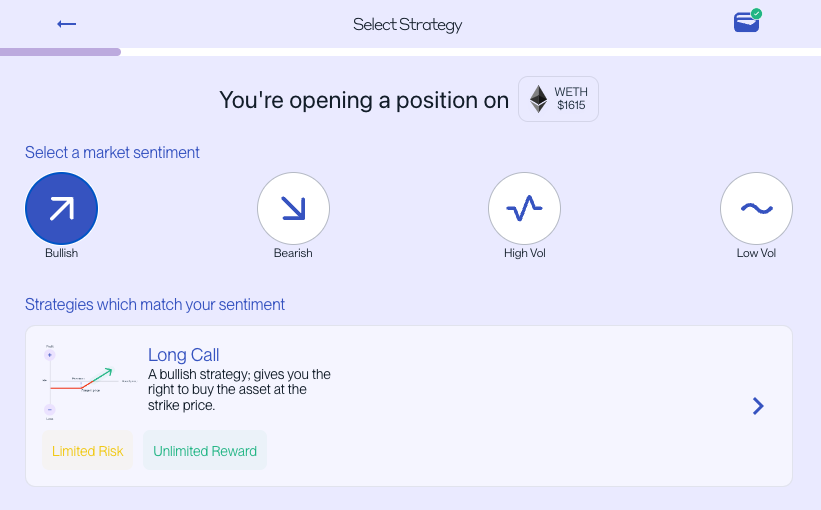 Select Strategy
You're opening a position on
WETH
$1615
Select a market sentiment
Bullish
Bearish
High Vol
Low Vol
Strategies which match your sentiment
Long Call
A bullish strategy; gives you the
right to buy the asset at the
strike price.
Limited Risk
Unlimited Reward